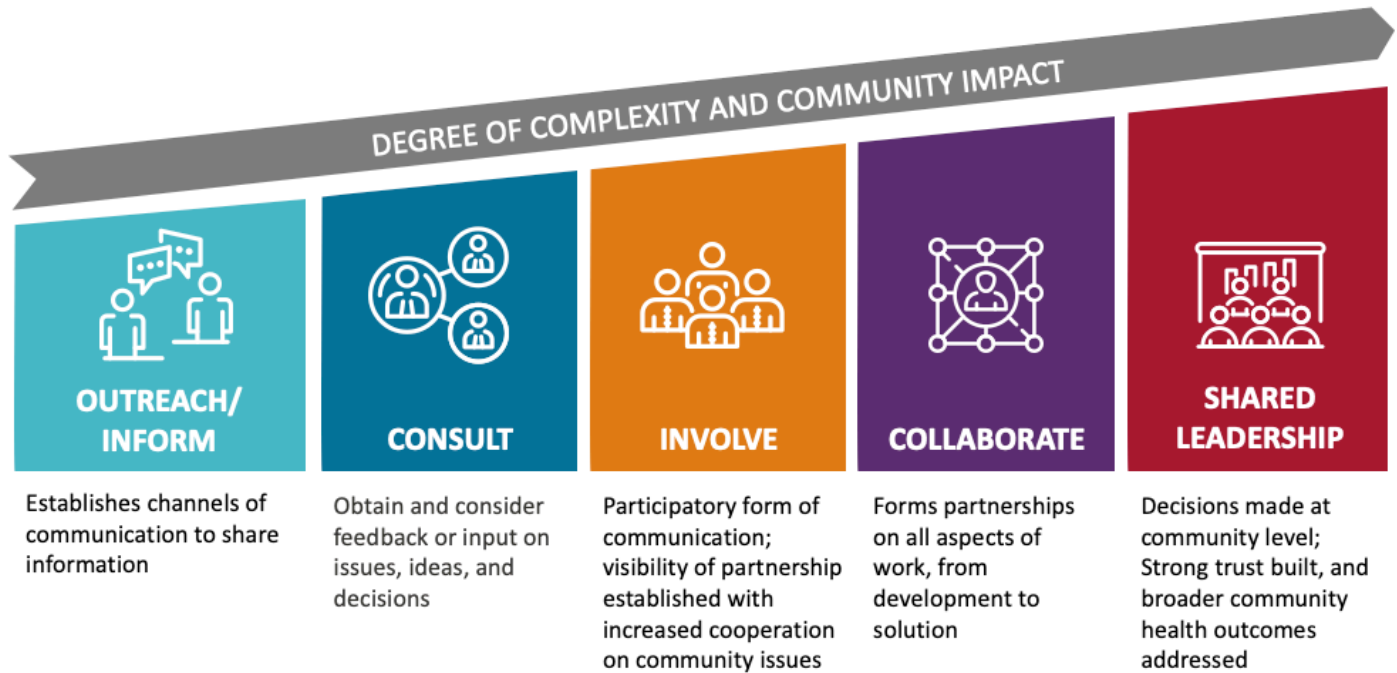 DEGREE OF COMPLEXITY AND COMMUNITY IMPACT
OUTREACH/
INFORM
Establishes channels of
communication to share
information
CONSULT
Obtain and consider
feedback or input on
issues, ideas, and
decisions
INVOLVE
Participatory form of
communication;
visibility of partnership
established with
increased cooperation
on community issues
COLLABORATE
Forms partnerships
on all aspects of
work, from
development to
solution
SHARED
LEADERSHIP
Decisions made at
community level;
Strong trust built, and
broader community
health outcomes
addressed